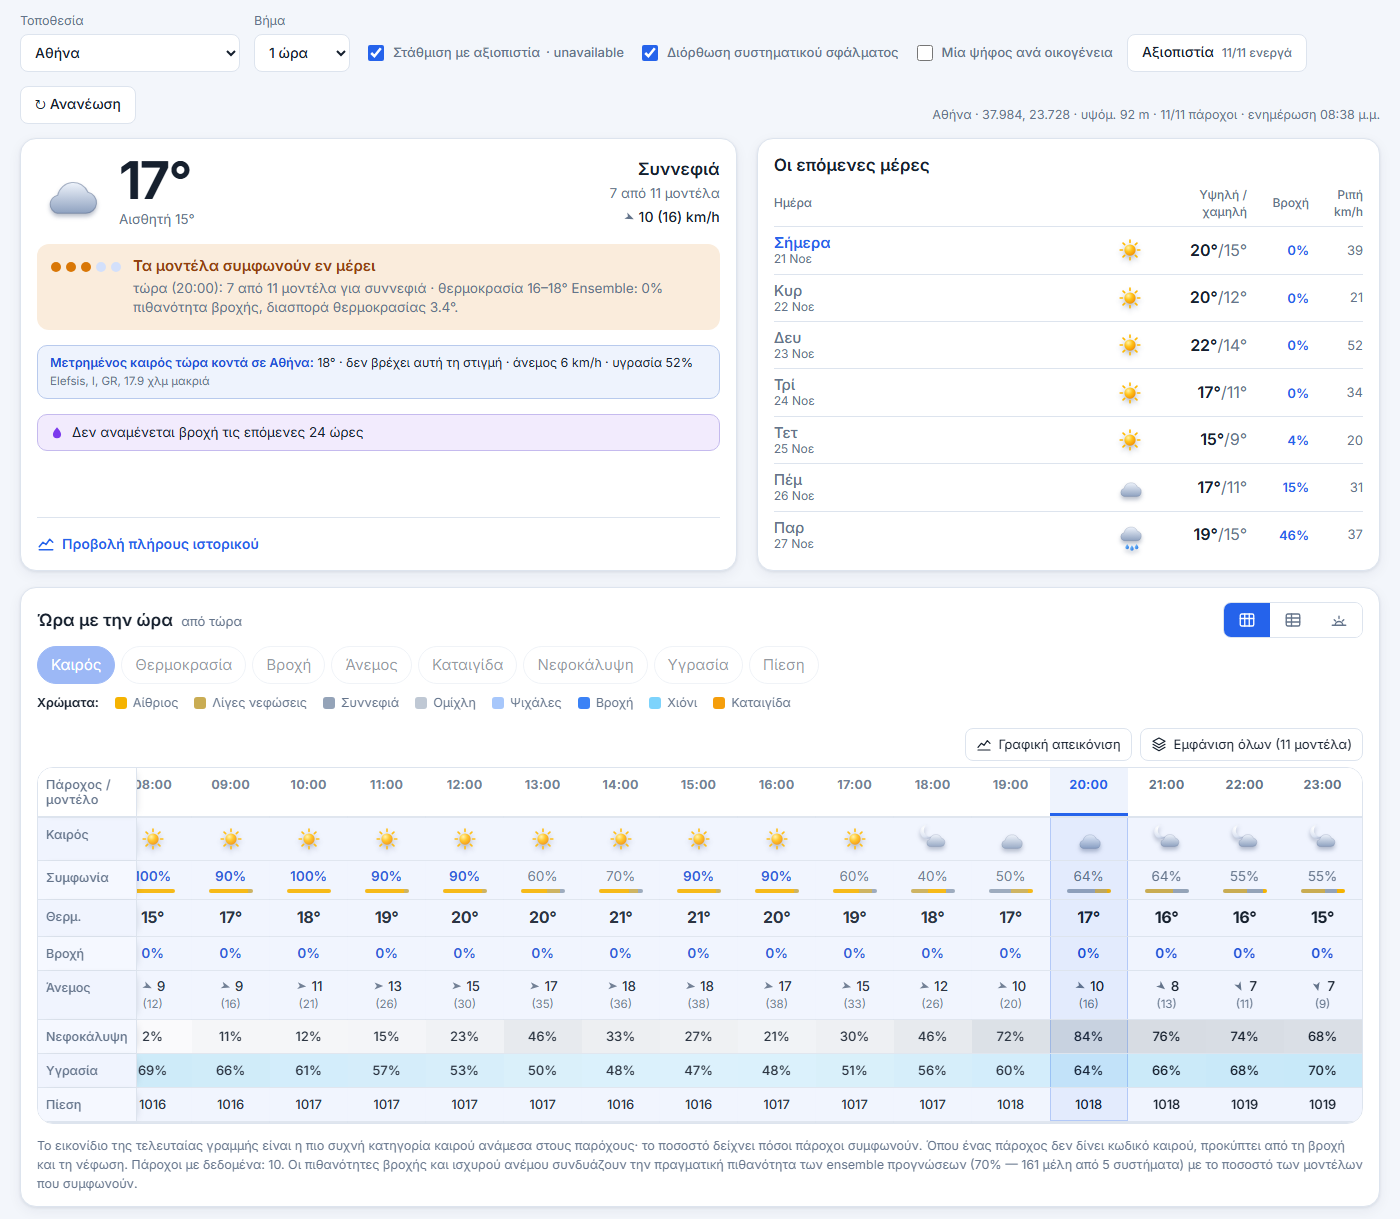 Τοποθεσία
Βήμα
Αθήνα
1 ώρα
Στάθμιση με αξιοπιστία · unavailable
Διόρθωση συστηματικού σφάλματος
Μία ψήφος ανά οικογένεια
Αξιοπιστία 11/11 ενεργά
↻ Ανανέωση
Αθήνα · 37.984, 23.728 · υψόμ. 92 m · 11/11 πάροχοι · ενημέρωση 08:38 μ.μ.
17°
Αισθητή 15°
Συννεφιά
7 από 11 μοντέλα
10 (16) km/h
Τα μοντέλα συμφωνούν εν μέρει
τώρα (20:00): 7 από 11 μοντέλα για συννεφιά · θερμοκρασία 16–18° Ensemble: 0%
πιθανότητα βροχής, διασπορά θερμοκρασίας 3.4°.
Μετρημένος καιρός τώρα κοντά σε Αθήνα: 18° · δεν βρέχει αυτή τη στιγμή · άνεμος 6 km/h · υγρασία 52%
Elefsis, I, GR, 17.9 χλμ μακριά
Δεν αναμένεται βροχή τις επόμενες 24 ώρες
Προβολή πλήρους ιστορικού
Οι επόμενες μέρες
Ημέρα Υψηλή / χαμηλή Βροχή Ριπή km/h
Σήμερα 20°/15° 0% 39
21 Νοε
Κυρ 20°/12° 0% 21
22 Νοε
Δευ 22°/14° 0% 52
23 Νοε
Τρί 17°/11° 0% 34
24 Νοε
Τετ 15°/9° 4% 20
25 Νοε
Πέμ 17°/11° 15% 31
26 Νοε
Παρ 19°/15° 46% 37
27 Νοε
Ώρα με την ώρα από τώρα
Καιρός Θερμοκρασία Βροχή Άνεμος Καταιγίδα Νεφοκάλυψη Υγρασία Πίεση
Χρώματα: Αίθριος Λίγες νεφώσεις Συννεφιά Ομίχλη Ψιχάλες Βροχή Χιόνι Καταιγίδα
Γραφική απεικόνιση
Εμφάνιση όλων (11 μοντέλα)
Πάροχος / μοντέλο 08:00 09:00 10:00 11:00 12:00 13:00 14:00 15:00 16:00 17:00 18:00 19:00 20:00 21:00 22:00 23:00
Καιρός
Συμφωνία 100% 90% 100% 90% 90% 60% 70% 90% 90% 60% 40% 50% 64% 64% 55% 55%
Θερμ. 15° 17° 18° 19° 20° 20° 21° 21° 20° 19° 18° 17° 17° 16° 16° 15°
Βροχή 0% 0% 0% 0% 0% 0% 0% 0% 0% 0% 0% 0% 0% 0% 0% 0%
Άνεμος 9 9 11 13 15 17 18 18 17 15 12 10 10 8 7 7
(12) (16) (21) (26) (30) (35) (36) (38) (38) (33) (26) (20) (16) (13) (11) (9)
Νεφοκάλυψη 2% 11% 12% 15% 23% 46% 33% 27% 21% 30% 46% 72% 84% 76% 74% 68%
Υγρασία 69% 66% 61% 57% 53% 50% 48% 47% 48% 51% 56% 60% 64% 66% 68% 70%
Πίεση 1016 1016 1017 1017 1017 1017 1016 1016 1017 1017 1017 1018 1018 1018 1019 1019
Το εικονίδιο της τελευταίας γραμμής είναι η πιο συχνή κατηγορία καιρού ανάμεσα στους παρόχους· το ποσοστό δείχνει πόσοι πάροχοι συμφωνούν. Όπου ένας πάροχος δεν δίνει κωδικό καιρού, προκύπτει από τη βροχή
και τη νέφωση. Πάροχοι με δεδομένα: 10. Οι πιθανότητες βροχής και ισχυρού ανέμου συνδυάζουν την πραγματική πιθανότητα των ensemble προγνώσεων (70% — 161 μέλη από 5 συστήματα) με το ποσοστό των μοντέλων
που συμφωνούν.